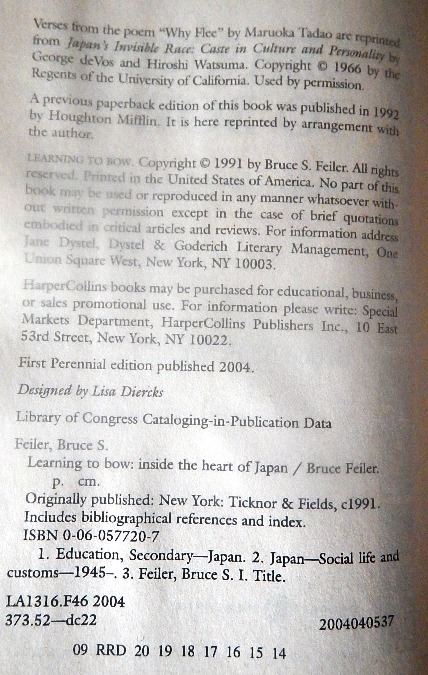 Verses from the poem "Why Flee" by Maruoka Tadao are reprinted
from Japan's Invisible Race: Caste in Culture and Personality by
George deVos and Hiroshi Watsuma. Copyright © 1966 by the
Regents of the University of California. Used by permission.
A previous paperback edition of this book was published in 1992
by Houghton Mifflin. It is here reprinted by arrangement with
the author.
LEARNING TO BOW. Copyright © 1991 by Bruce S. Feiler. All rights
reserved. Printed in the United States of America. No part of this
book may be used or reproduced in any manner whatsoever with-
out written permission except in the case of brief quotations
embodied in critical articles and reviews. For information address
Jane Dystel, Dystel & Goderich Literary Management, One
Union Square West, New York, NY 10003.
HarperCollins books may be purchased for educational, business,
or sales promotional use. For information please write: Special
Markets Department, HarperCollins Publishers Inc., 10 East
53rd Street, New York, NY 10022.
First Perennial edition published 2004.
Designed by Lisa Diercks
Library of Congress Cataloging-in-Publication Data
Feiler, Bruce S.
Learning to bow: inside the heart of Japan / Bruce Feiler.
p. cm.
Originally published: New York: Ticknor & Fields, c1991.
Includes bibliographical references and index.
ISBN 0-06-057720-7
1. Education, Secondary—Japan. 2. Japan—Social life and
customs—1945–. 3. Feiler, Bruce S. I. Title.
LA1316.F46 2004
373.52—dc22 2004040537
09 RRD 20 19 18 17 16 15 14